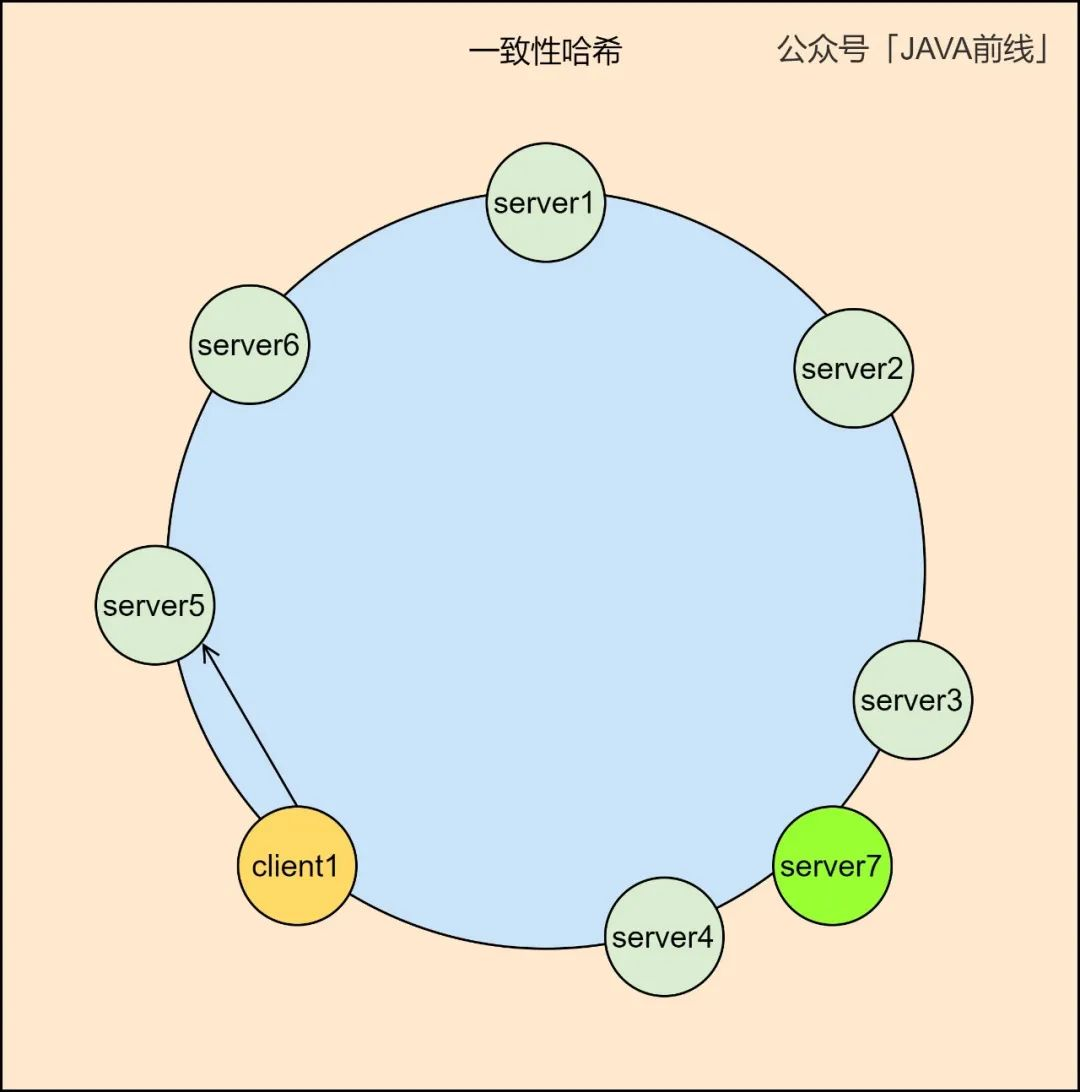 一致性哈希
公众号「JAVA前线」
server1
server6
server2
server5
server3
client1
server7
server4